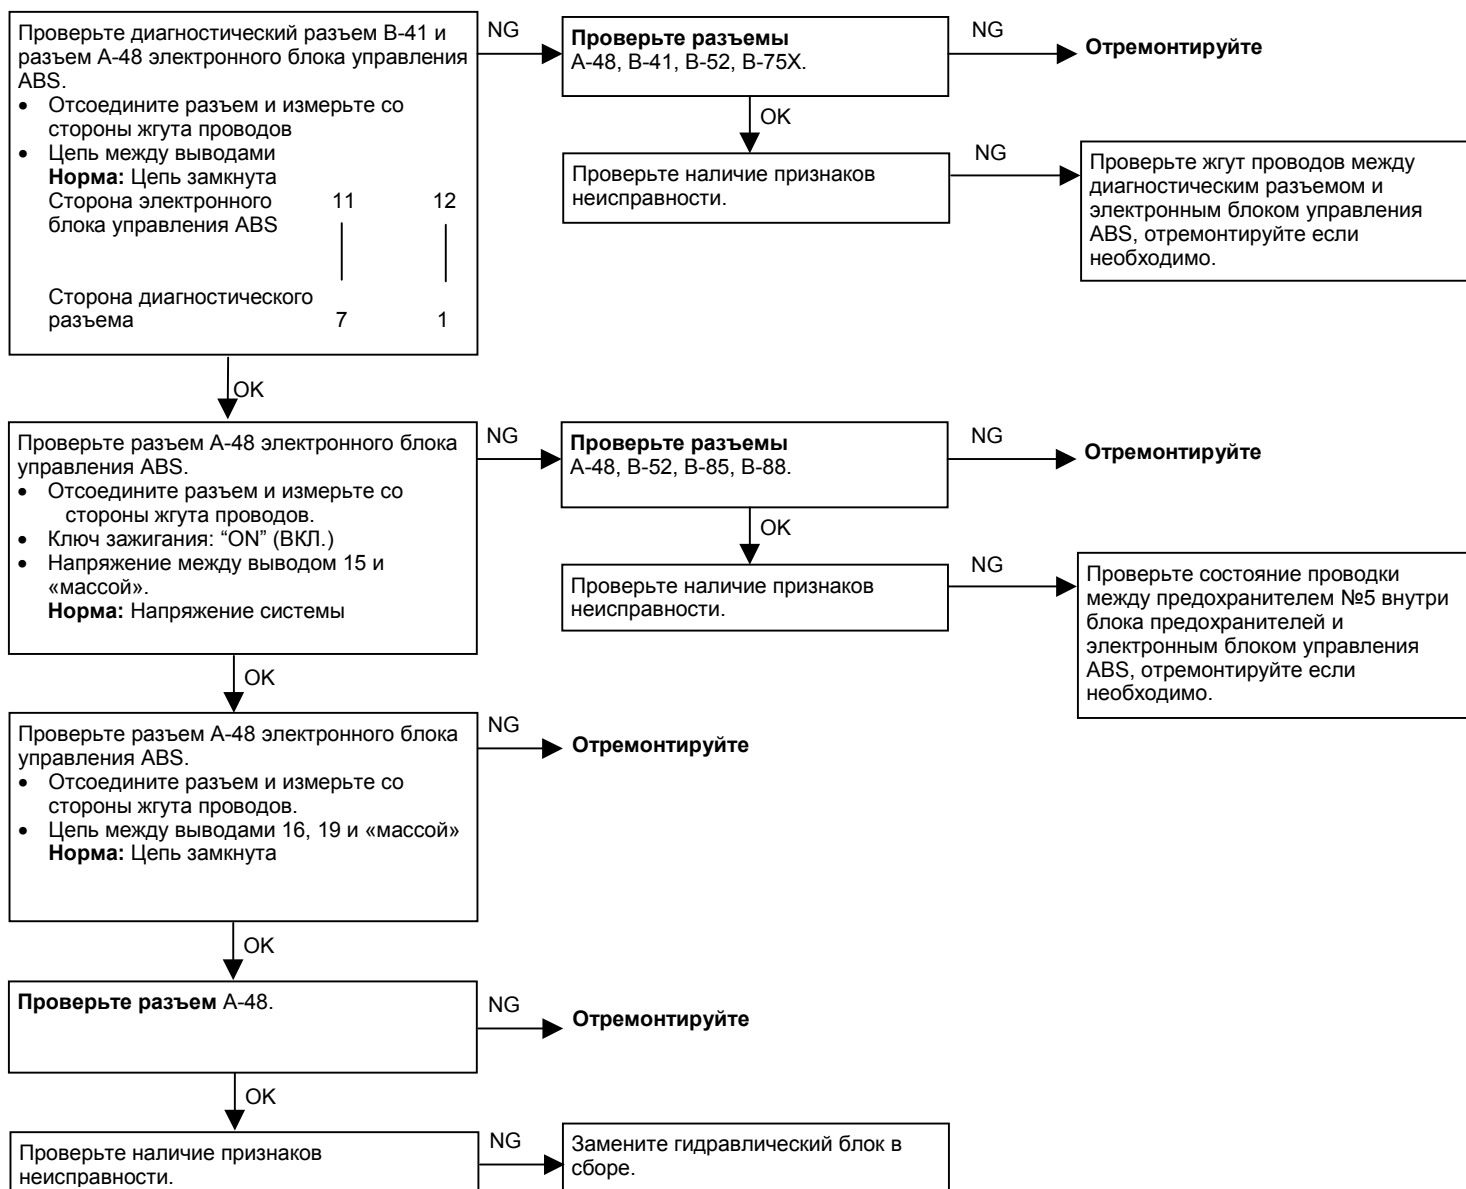 Проверьте диагностический разъем B-41 и
разъем A-48 электронного блока управления
ABS.
• Отсоедините разъем и измерьте со
стороны жгута проводов
• Цепь между выводами
Норма: Цепь замкнута
Сторона электронного 11 12
блока управления ABS
Сторона диагностического
разъема 7 1
NG
Проверьте разъемы
A-48, B-41, B-52, B-75X.
NG
Отремонтируйте
OK
Проверьте наличие признаков
неисправности.
NG
Проверьте жгут проводов между
диагностическим разъемом и
электронным блоком управления
ABS, отремонтируйте если
необходимо.
OK
Проверьте разъем A-48 электронного блока
управления ABS.
• Отсоедините разъем и измерьте со
стороны жгута проводов.
• Ключ зажигания: “ON” (ВКЛ.)
• Напряжение между выводом 15 и
«массой».
Норма: Напряжение системы
NG
Проверьте разъемы
A-48, B-52, B-85, B-88.
NG
Отремонтируйте
OK
Проверьте наличие признаков
неисправности.
NG
Проверьте состояние проводки
между предохранителем №5 внутри
блока предохранителей и
электронным блоком управления
ABS, отремонтируйте если
необходимо.
OK
Проверьте разъем A-48 электронного блока
управления ABS.
• Отсоедините разъем и измерьте со
стороны жгута проводов.
• Цепь между выводами 16, 19 и «массой»
Норма: Цепь замкнута
NG
Отремонтируйте
OK
Проверьте разъем A-48.
NG
Отремонтируйте
OK
Проверьте наличие признаков
неисправности.
NG
Замените гидравлический блок в
сборе.